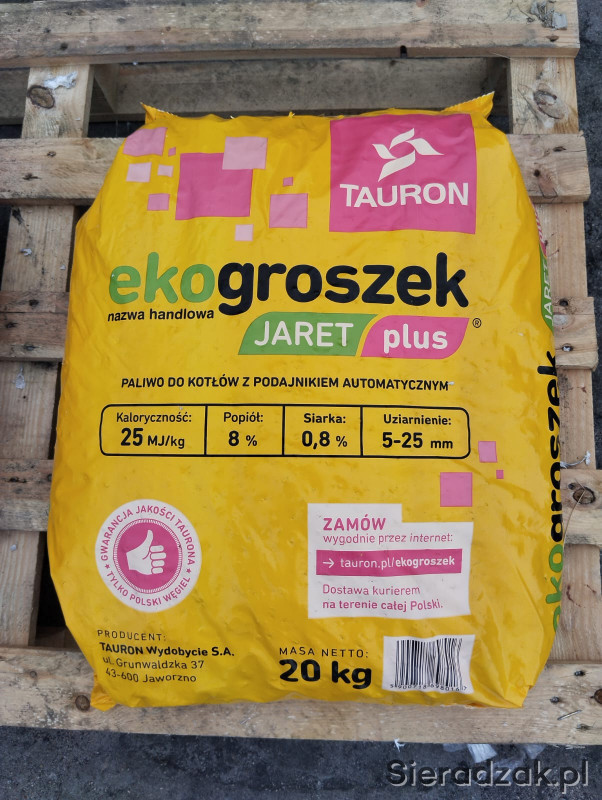 TAURON
ekogroszek
nazwa handlowa
JARET plus ®
PALIWO DO KOTŁÓW Z PODAJNIKIEM AUTOMATYCZNYM
Kaloryczność: Popiół: Siarka: Uziarnienie:
25 MJ/kg 8 % 0,8 % 5-25 mm
GWARANCJA JAKOŚCI TAURONA
TYLKO POLSKI WĘGIEL
ZAMÓW
wygodnie przez internet:
→ tauron.pl/ekogroszek
Dostawa kurierem
na terenie całej Polski.
PRODUCENT:
TAURON Wydobycie S.A.
ul. Grunwaldzka 37
43-600 Jaworzno
MASA NETTO:
20 kg
JARET plus
ekogroszek
Sieradzak.pl